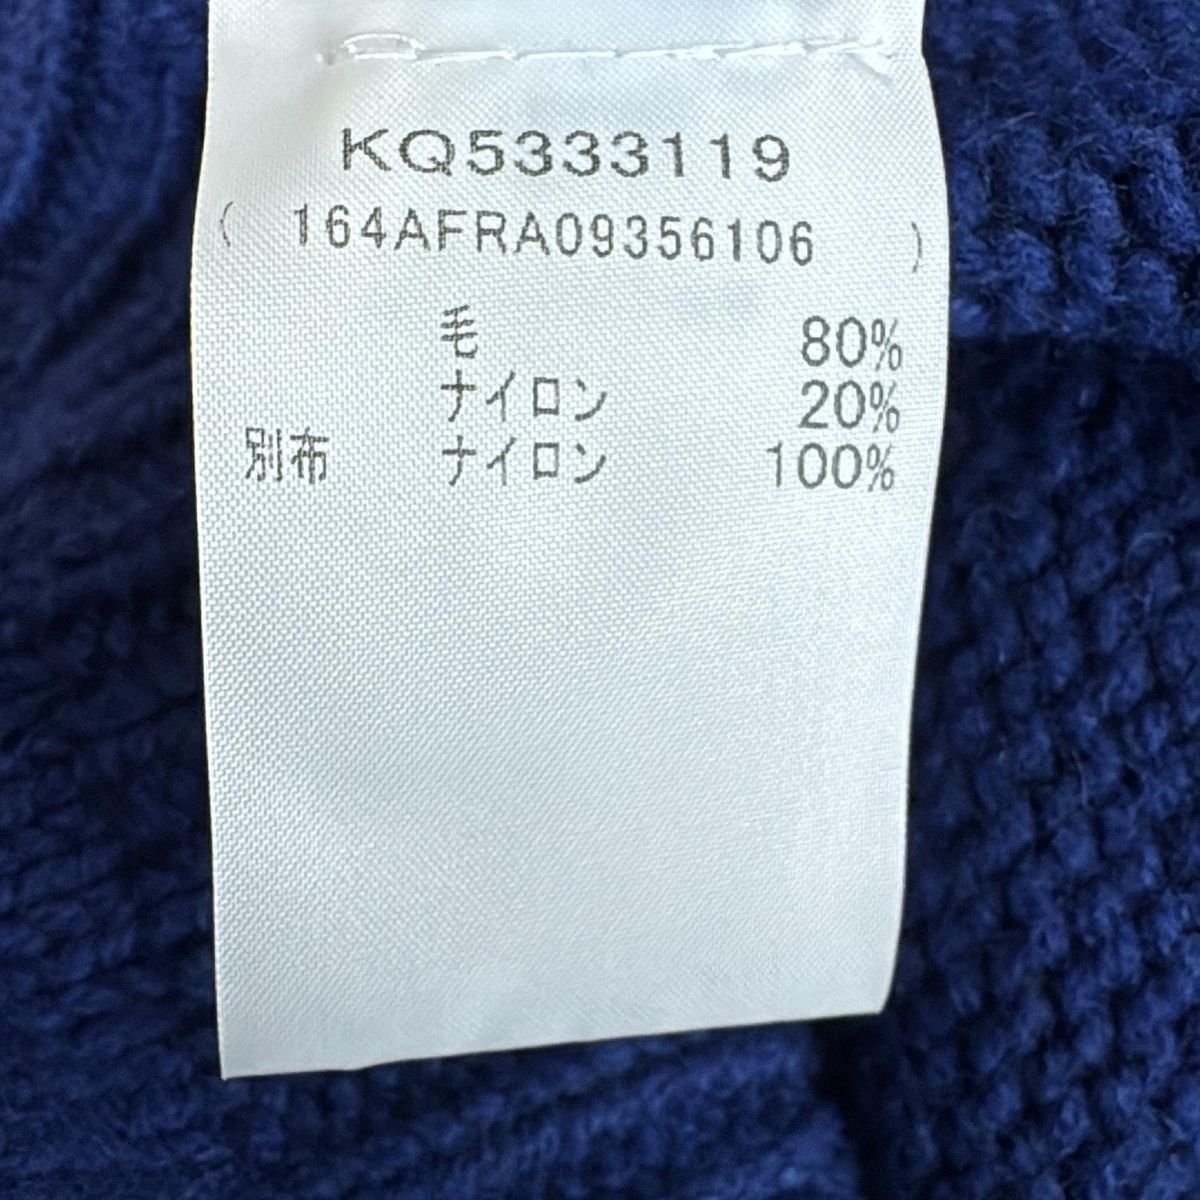 KQ5333119
( 164AFRA09356106 )
毛 80%
ナイロン 20%
別布 ナイロン 100%